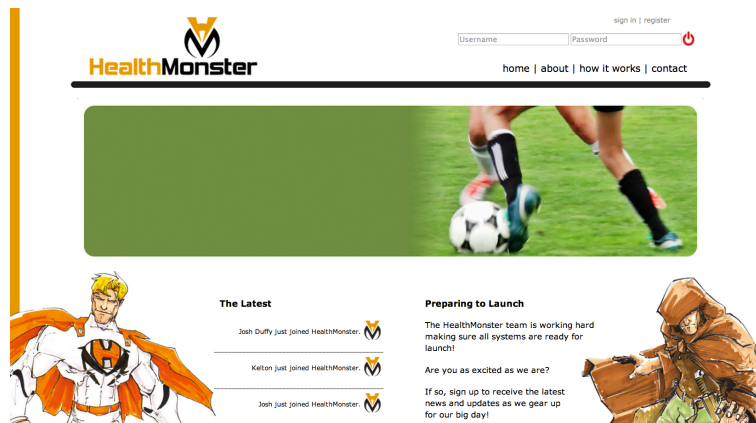 sign in | register
Username
Password
HealthMonster
home | about | how it works | contact
The Latest
Josh Duffy just joined HealthMonster.
Kelton just joined HealthMonster.
Josh just joined HealthMonster.
Preparing to Launch
The HealthMonster team is working hard
making sure all systems are ready for
launch!
Are you as excited as we are?
If so, sign up to receive the latest
news and updates as we gear up
for our big day!